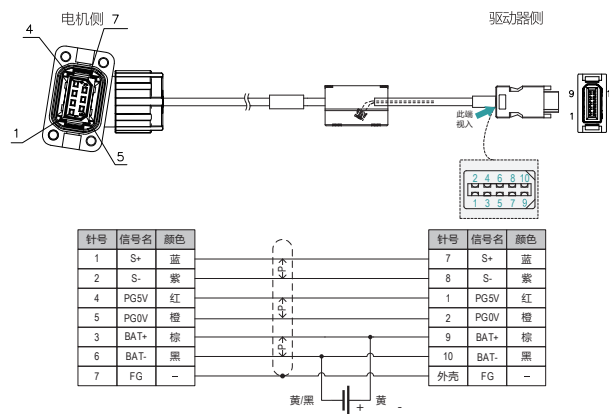 电机侧
驱动器侧
4
7
1
5
此端
视入
9
1
2 4 6 8 10
1 3 5 7 9
针号 信号名 颜色
1 S+ 蓝
2 S- 紫
4 PG5V 红
5 PG0V 橙
3 BAT+ 棕
6 BAT- 黑
7 FG –
P
P
P
针号 信号名 颜色
7 S+ 蓝
8 S- 紫
1 PG5V 红
2 PG0V 橙
9 BAT+ 棕
10 BAT- 黑
外壳 FG –
黄/黑 + 黄 -